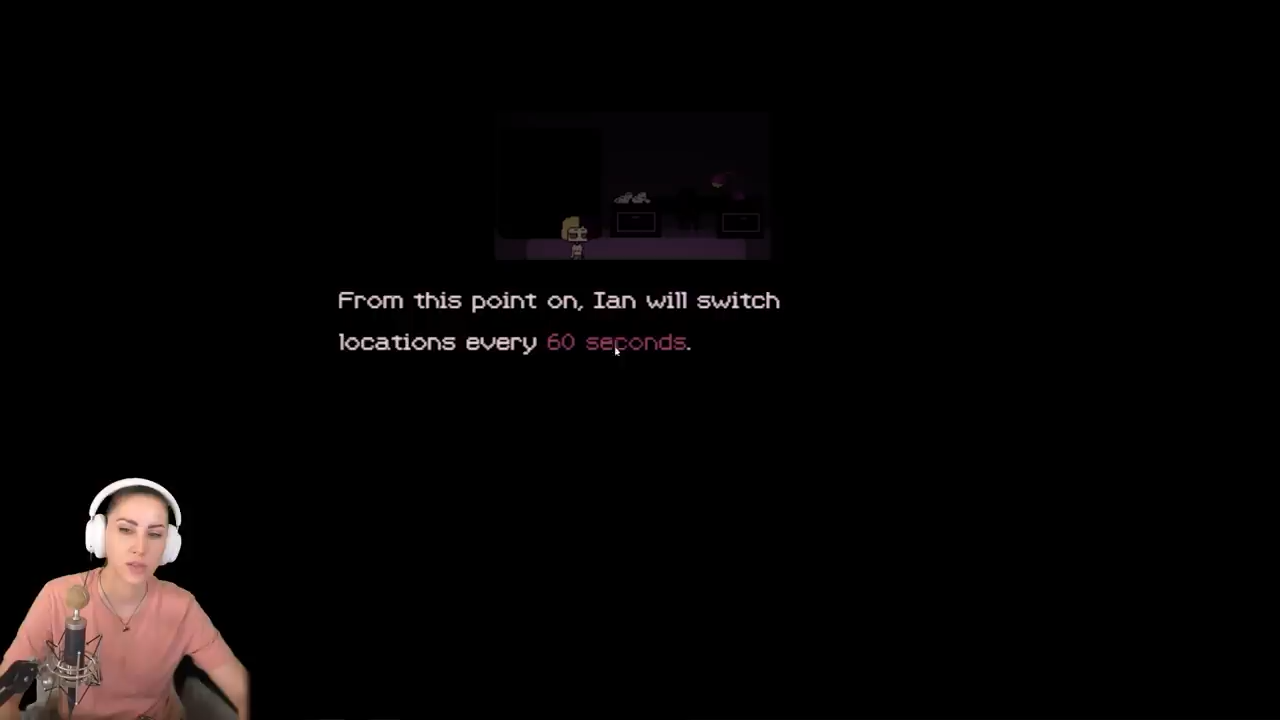 From this point on, Ian will switch
locations every 60 seconds.